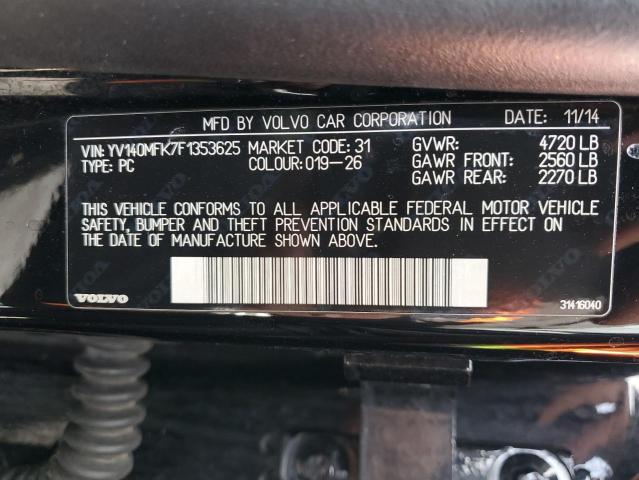 MFD BY VOLVO CAR CORPORATION DATE: 11/14
VIN: YV140MFK7F1353625 MARKET CODE: 31 GVWR: 4720 LB
TYPE: PC COLOUR: 019-26 GAWR FRONT: 2560 LB
GAWR REAR: 2270 LB
THIS VEHICLE CONFORMS TO ALL APPLICABLE FEDERAL MOTOR VEHICLE
SAFETY, BUMPER AND THEFT PREVENTION STANDARDS IN EFFECT ON
THE DATE OF MANUFACTURE SHOWN ABOVE.
VOLVO 31416040